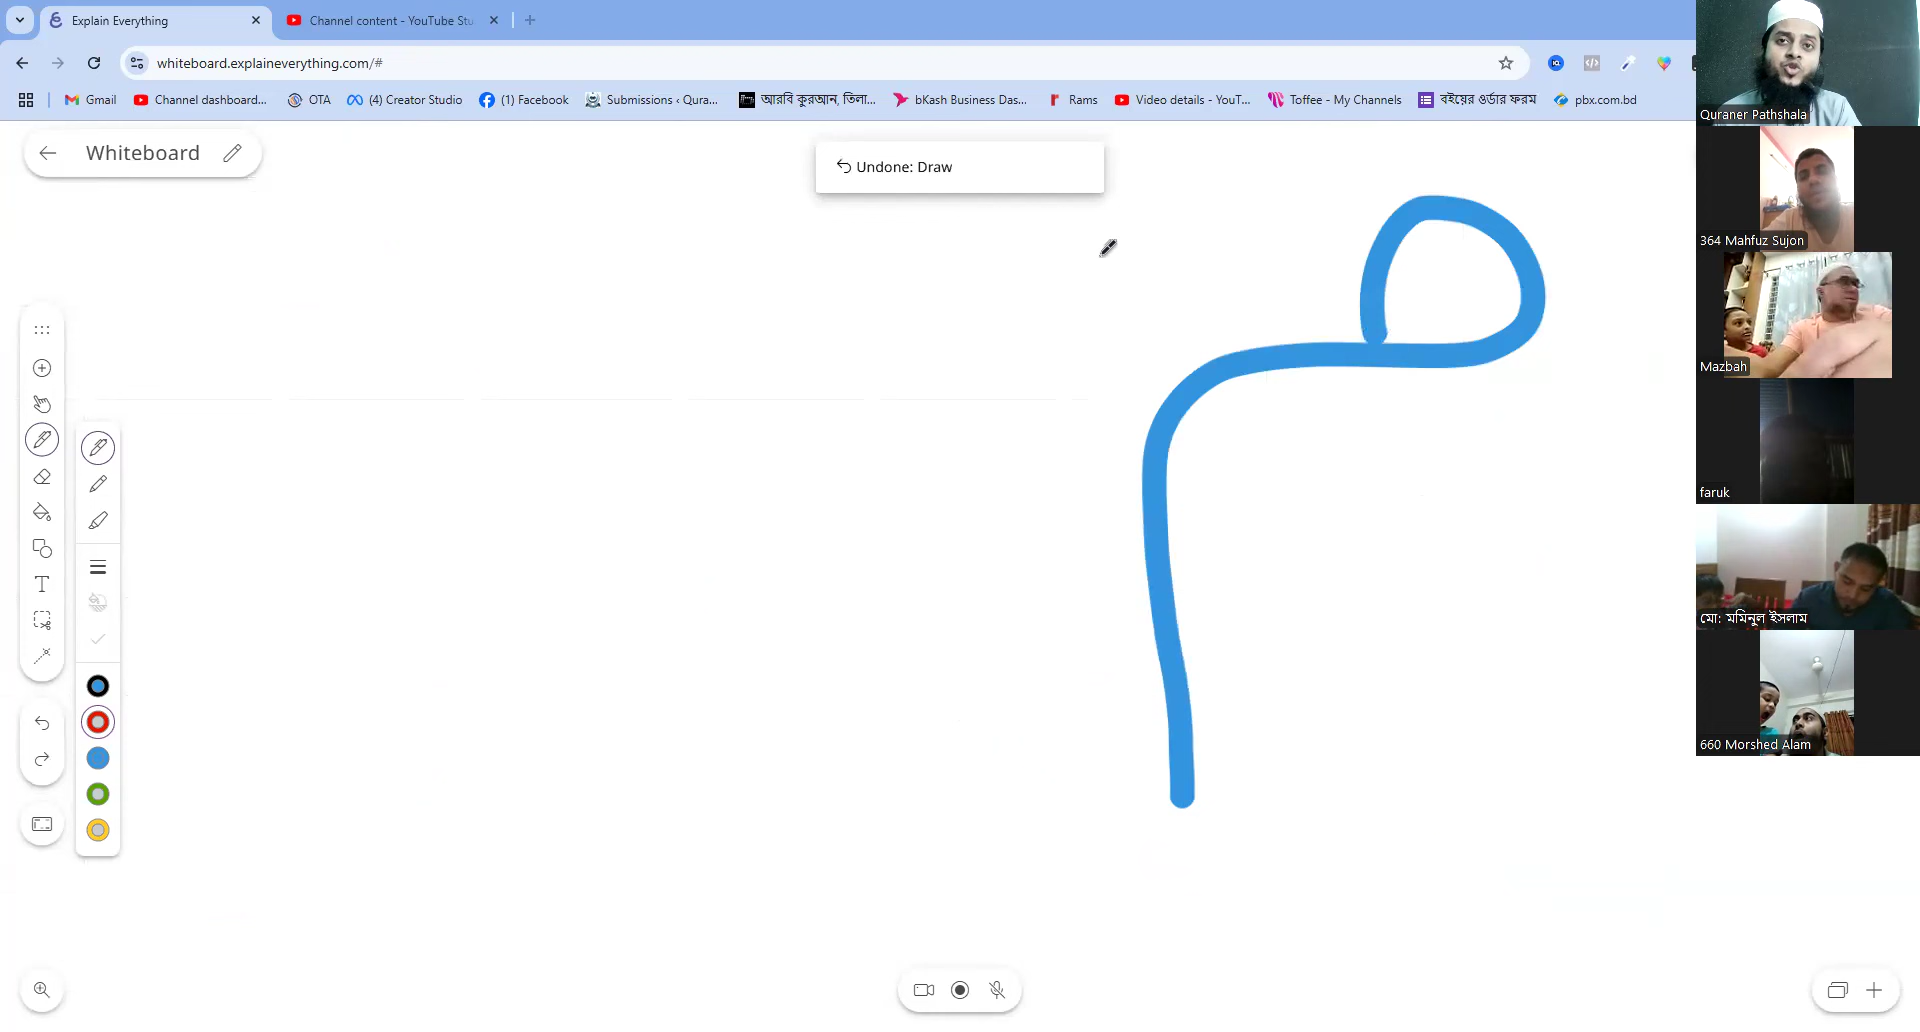 Explain Everything
Channel content - YouTube Stu
whiteboard.explaineverything.com/#
Gmail
Channel dashboard...
OTA
(4) Creator Studio
(1) Facebook
Submissions ‹ Qura...
আরবি কুরআন, তিলা...
bKash Business Das...
Rams
Video details - YouT...
Toffee - My Channels
বইয়ের ওর্ডার ফরম
pbx.com.bd
Quraner Pathshala
Whiteboard
Undone: Draw
364 Mahfuz Sujon
Mazbah
faruk
মো: মমিনুল ইসলাম
660 Morshed Alam